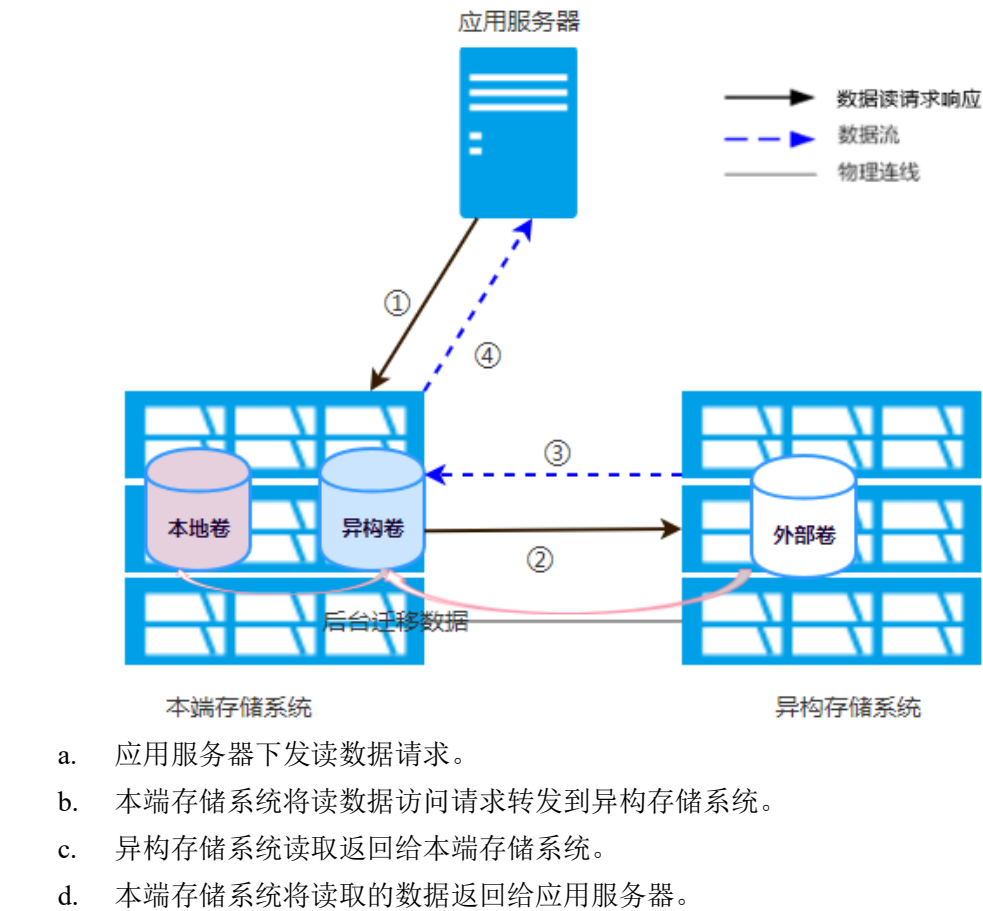 应用服务器
数据读请求响应
数据流
物理连线
①
④
③
本地卷
异构卷
外部卷
②
后台迁移数据
本端存储系统
异构存储系统
a. 应用服务器下发读数据请求。
b. 本端存储系统将读数据访问请求转发到异构存储系统。
c. 异构存储系统读取返回给本端存储系统。
d. 本端存储系统将读取的数据返回给应用服务器。